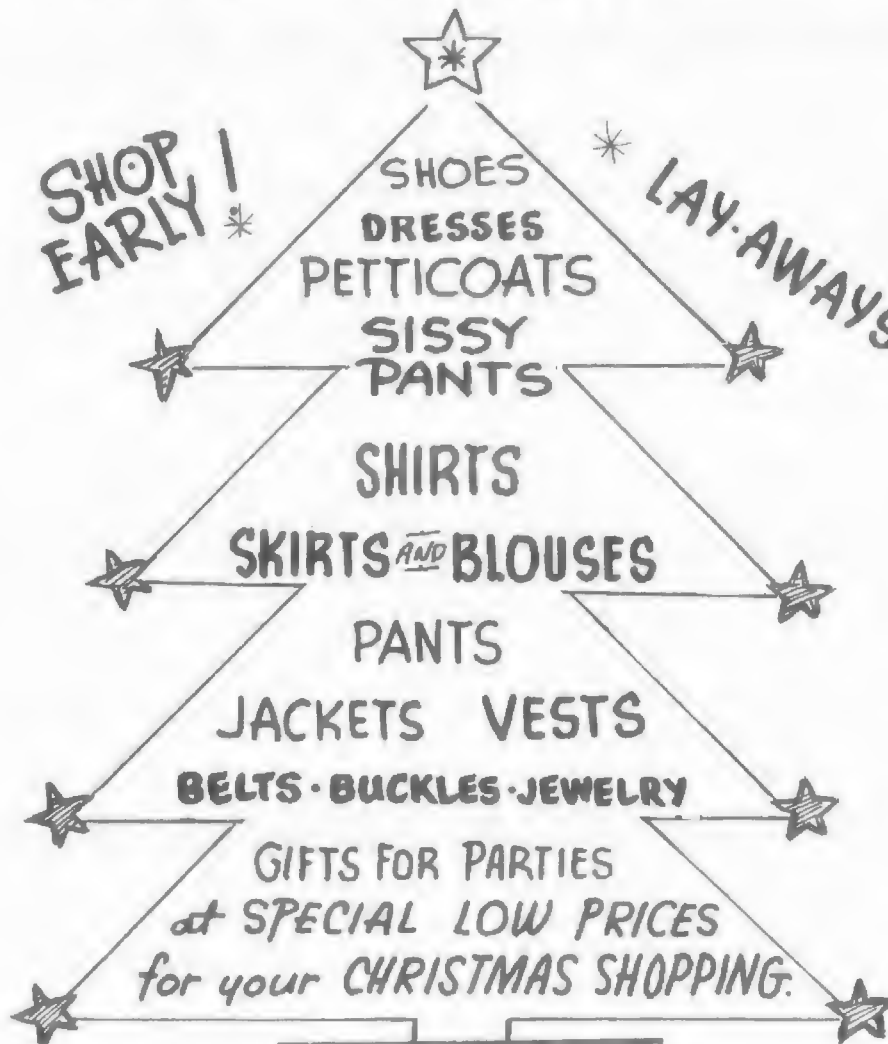 SHOP
EARLY!
* LAY-AWAYS
SHOES
DRESSES
PETTICOATS
SISSY
PANTS
SHIRTS
SKIRTS AND BLOUSES
PANTS
JACKETS VESTS
BELTS · BUCKLES · JEWELRY
GIFTS FOR PARTIES
at SPECIAL LOW PRICES
for your CHRISTMAS SHOPPING.